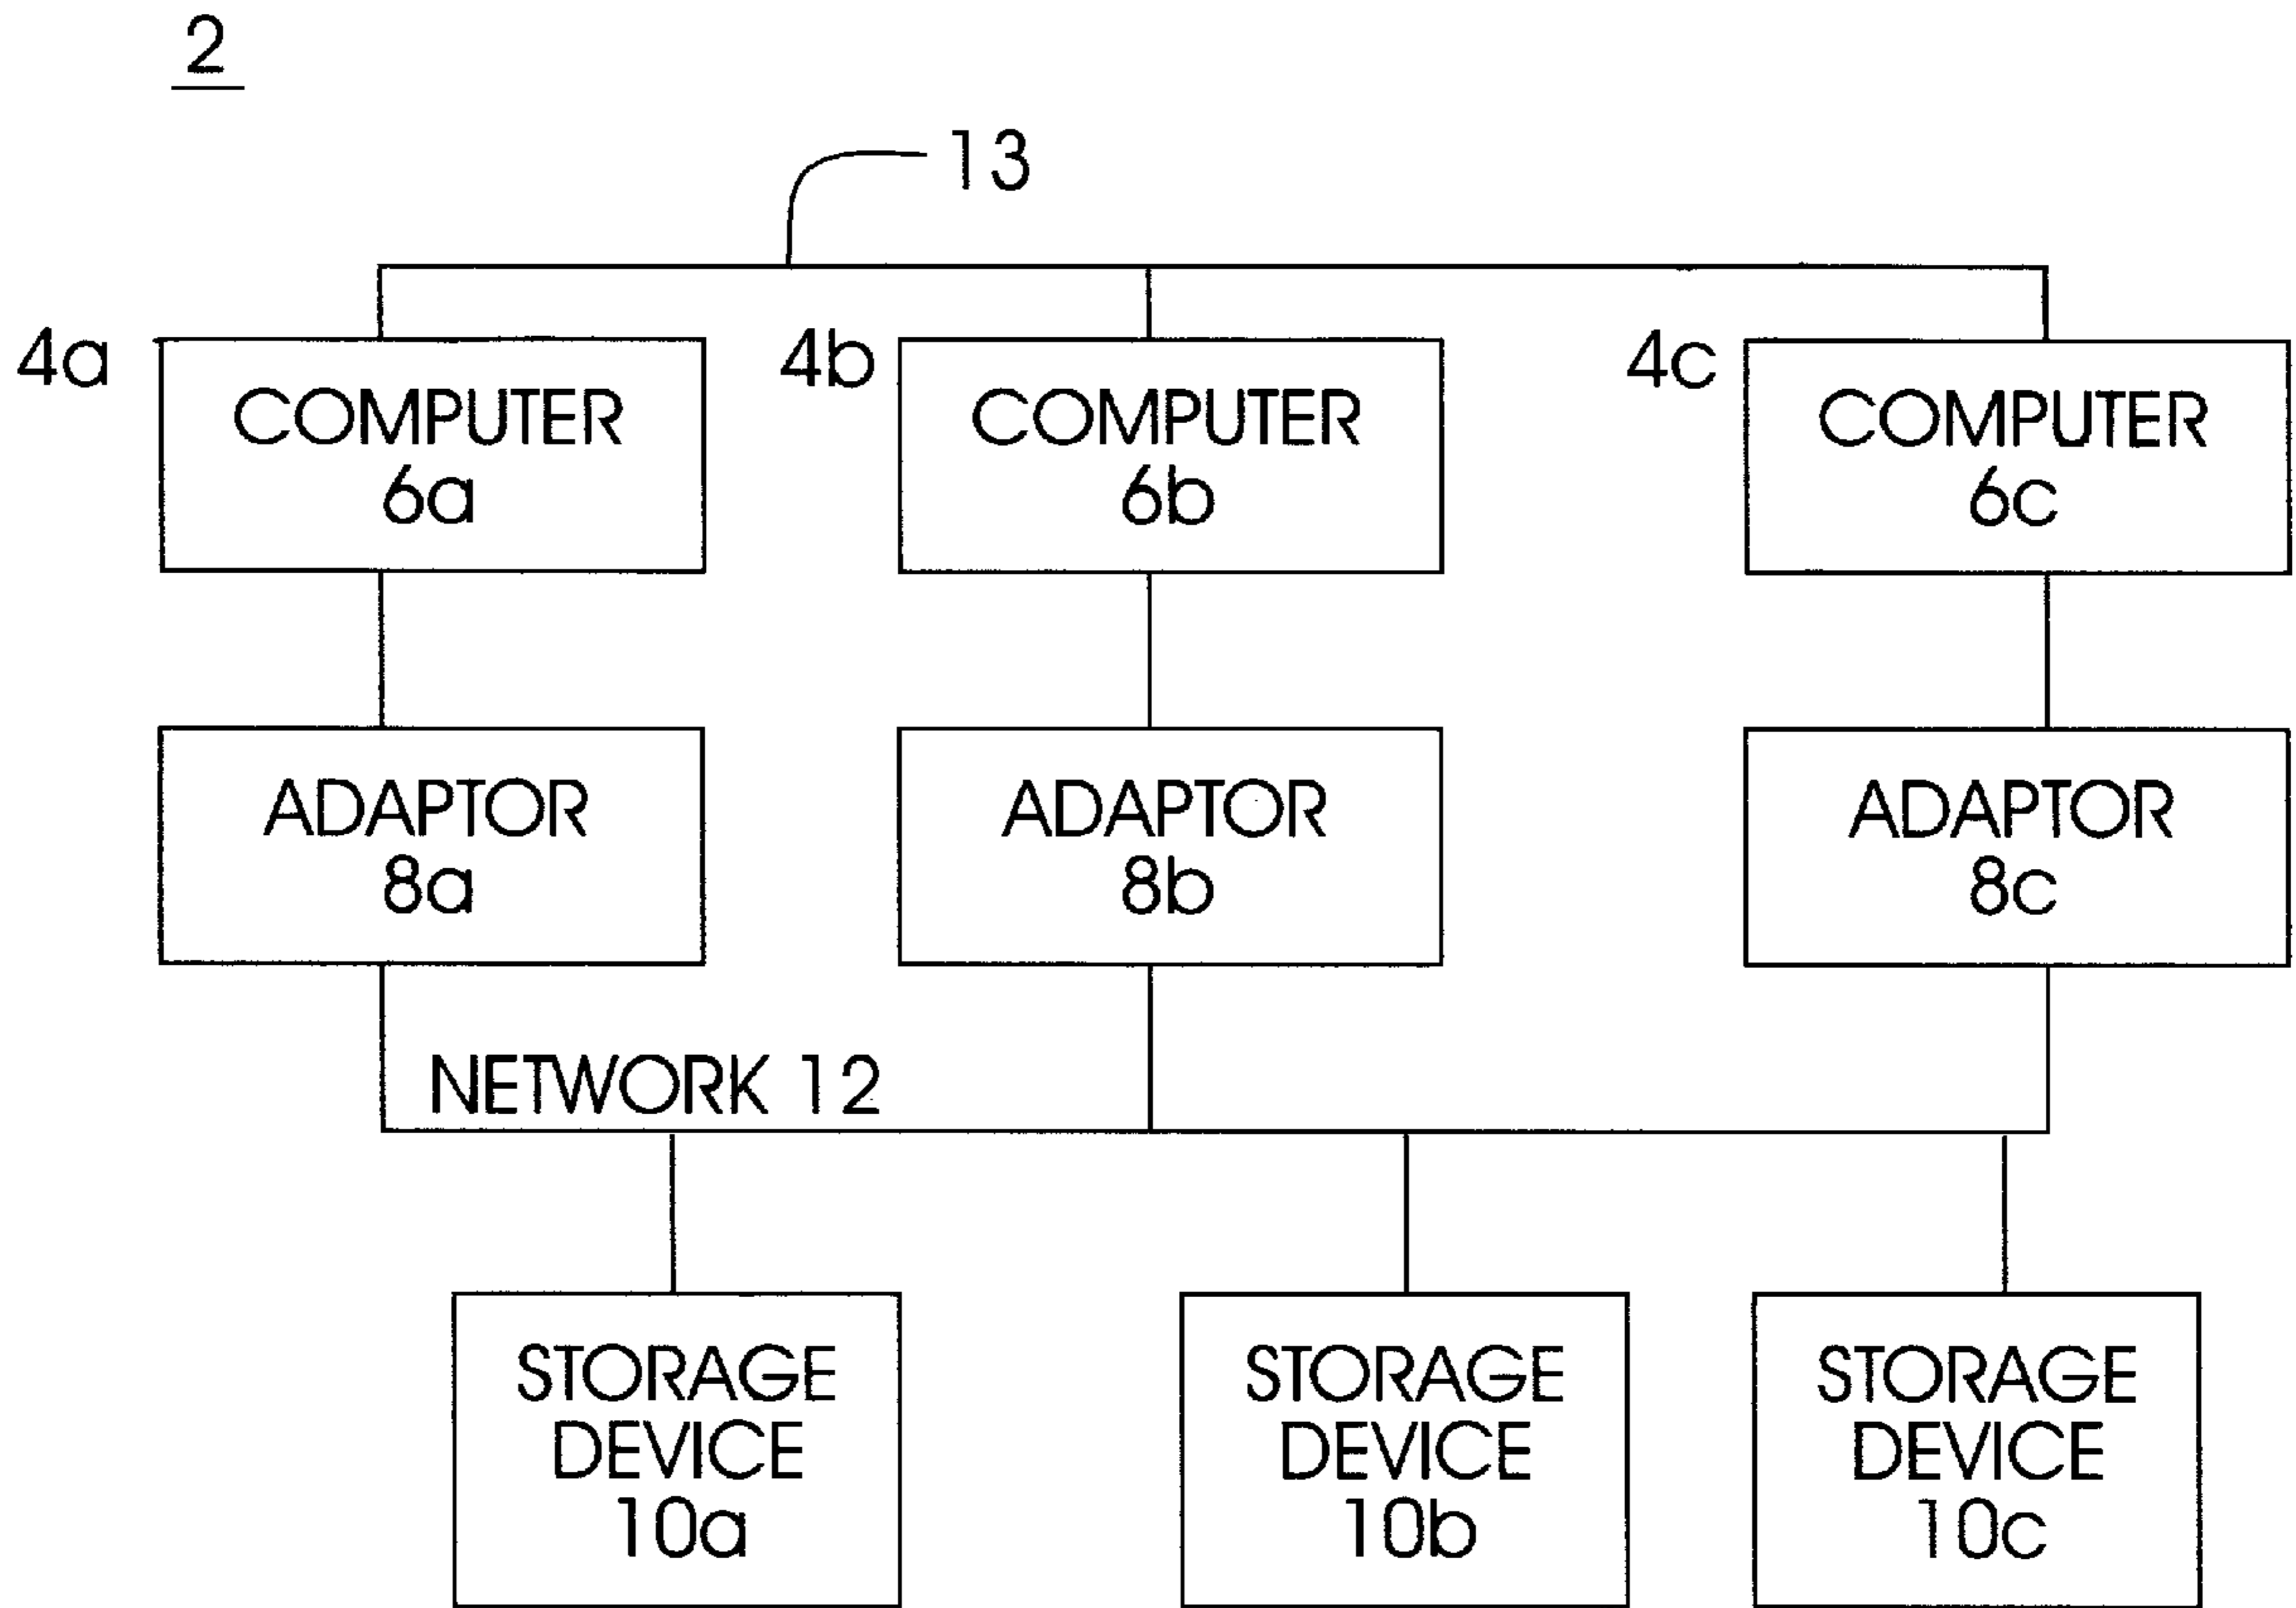 2
13
4a
COMPUTER
6a
4b
COMPUTER
6b
4c
COMPUTER
6c
ADAPTOR
8a
ADAPTOR
8b
ADAPTOR
8c
NETWORK 12
STORAGE
DEVICE
10a
STORAGE
DEVICE
10b
STORAGE
DEVICE
10c